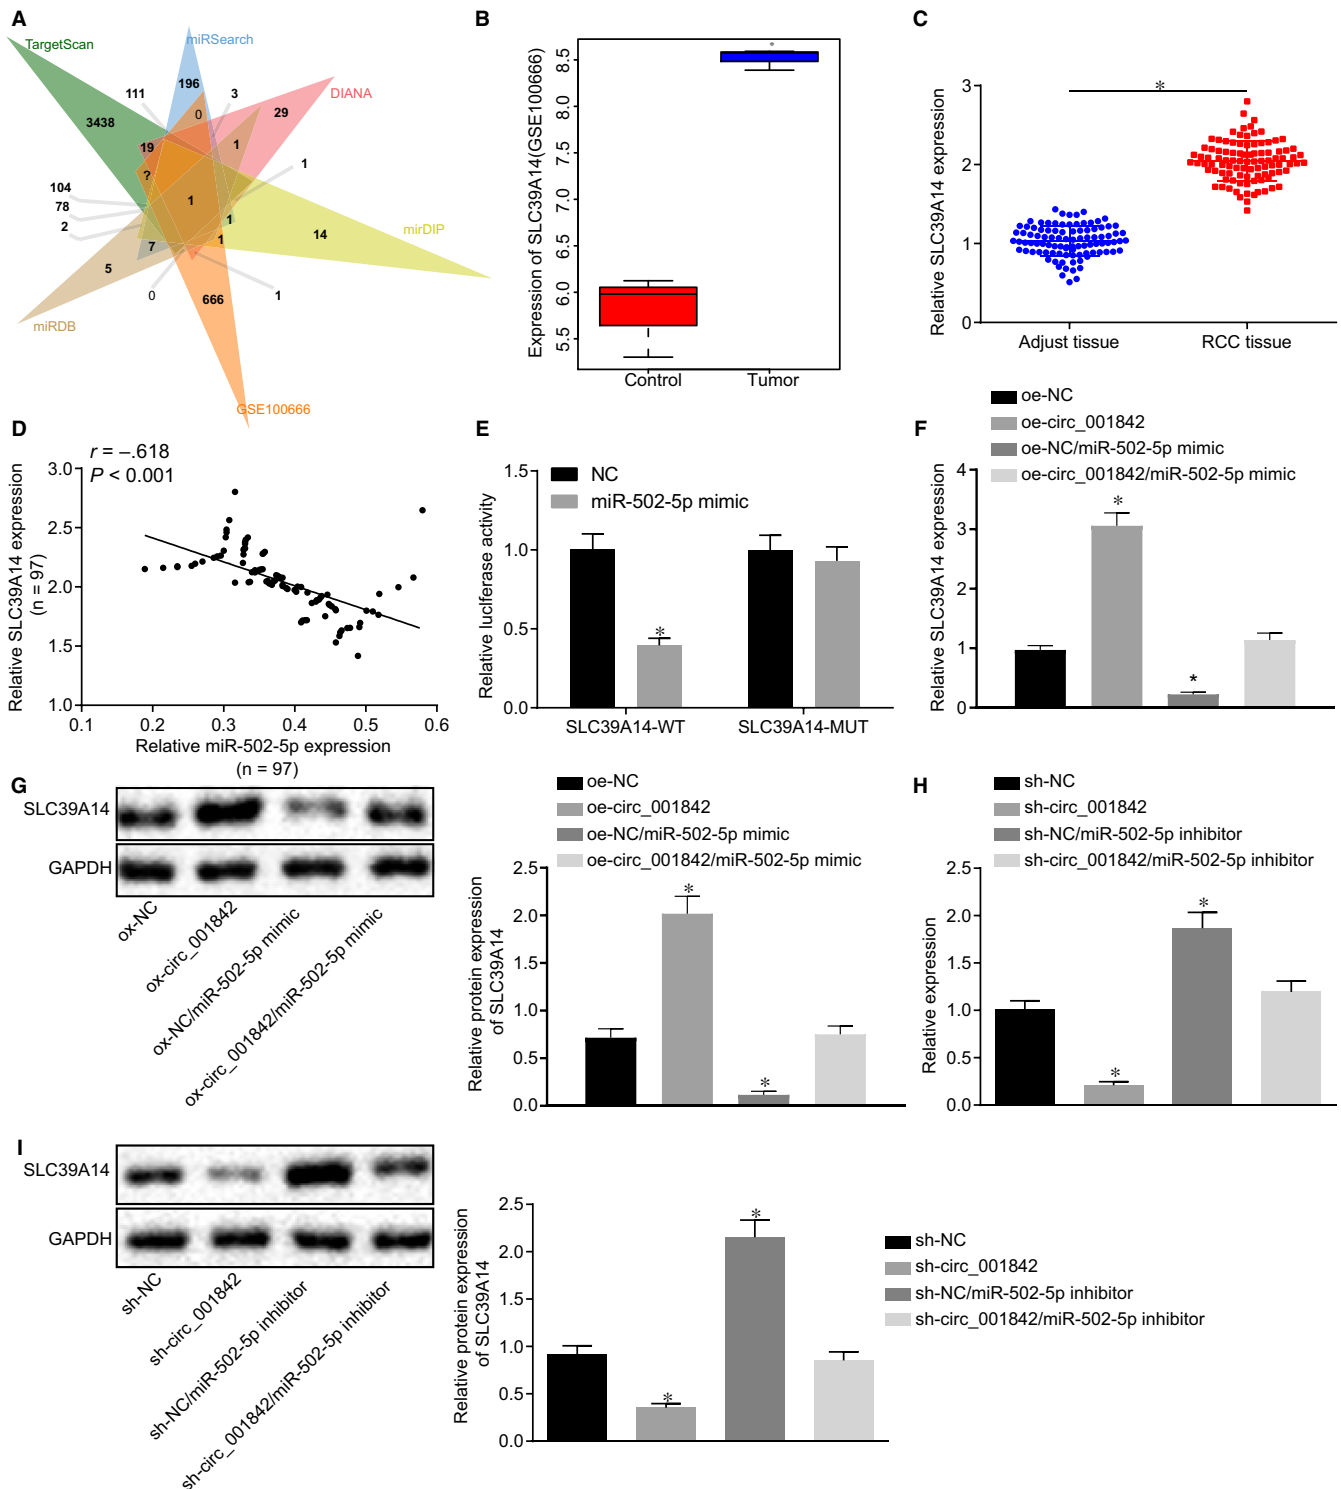 A
TargetScan
miRSearch
DIANA
mirDIP
GSE100666
miRDB
111
196
3
29
3438
0
19
1
?
1
104
78
2
1
1
14
7
1
5
0
666
1
B
Expression of SLC39A14(GSE100666)
8.5
8.0
7.5
7.0
6.5
6.0
5.5
Control
Tumor
C
Relative SLC39A14 expression
3
2
1
0
*
Adjust tissue
RCC tissue
D
r = –.618
P < 0.001
Relative SLC39A14 expression
(n = 97)
3.0
2.5
2.0
1.5
1.0
0.1 0.2 0.3 0.4 0.5 0.6
Relative miR-502-5p expression
(n = 97)
E
NC
miR-502-5p mimic
Relative luciferase activity
1.5
1.0
0.5
0.0
*
SLC39A14-WT
SLC39A14-MUT
F
oe-NC
oe-circ_001842
oe-NC/miR-502-5p mimic
oe-circ_001842/miR-502-5p mimic
Relative SLC39A14 expression
4
3
2
1
0
*
*
G
SLC39A14
GAPDH
ox-NC
ox-circ_001842
ox-NC/miR-502-5p mimic
ox-circ_001842/miR-502-5p mimic
oe-NC
oe-circ_001842
oe-NC/miR-502-5p mimic
oe-circ_001842/miR-502-5p mimic
Relative protein expression
of SLC39A14
2.5
2.0
1.5
1.0
0.5
0.0
*
*
H
sh-NC
sh-circ_001842
sh-NC/miR-502-5p inhibitor
sh-circ_001842/miR-502-5p inhibitor
Relative expression
2.5
2.0
1.5
1.0
0.5
0.0
*
*
I
SLC39A14
GAPDH
sh-NC
sh-circ_001842
sh-NC/miR-502-5p inhibitor
sh-circ_001842/miR-502-5p inhibitor
Relative protein expression
of SLC39A14
2.5
2.0
1.5
1.0
0.5
0.0
*
*
sh-NC
sh-circ_001842
sh-NC/miR-502-5p inhibitor
sh-circ_001842/miR-502-5p inhibitor